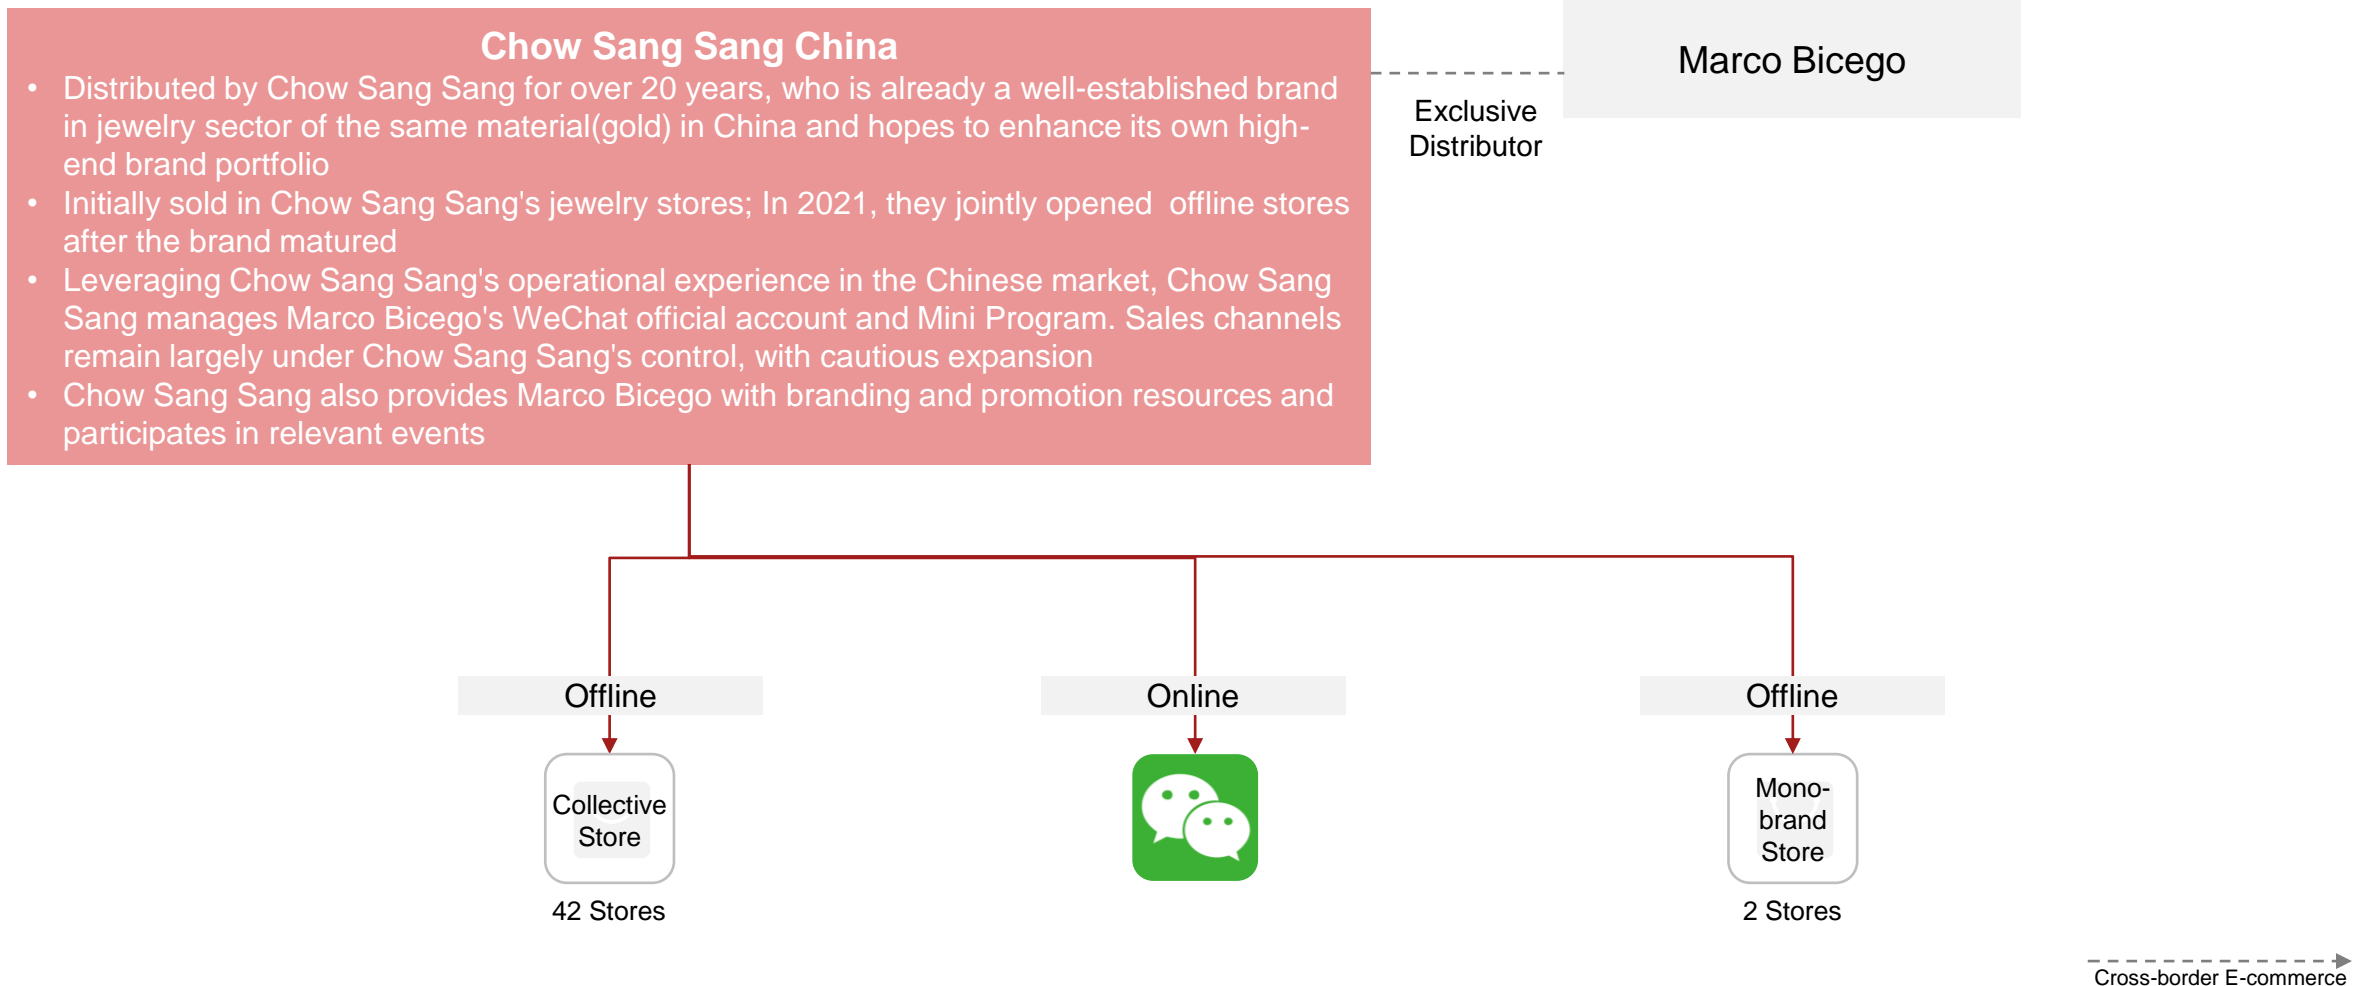 Chow Sang Sang China
• Distributed by Chow Sang Sang for over 20 years, who is already a well-established brand
in jewelry sector of the same material(gold) in China and hopes to enhance its own high-
end brand portfolio
• Initially sold in Chow Sang Sang's jewelry stores; In 2021, they jointly opened  offline stores
after the brand matured
• Leveraging Chow Sang Sang's operational experience in the Chinese market, Chow Sang
Sang manages Marco Bicego's WeChat official account and Mini Program. Sales channels
remain largely under Chow Sang Sang's control, with cautious expansion
• Chow Sang Sang also provides Marco Bicego with branding and promotion resources and
participates in relevant events
Exclusive
Distributor
Marco Bicego
Offline
Collective
Store
42 Stores
Online
Offline
Mono-
brand
Store
2 Stores
Cross-border E-commerce